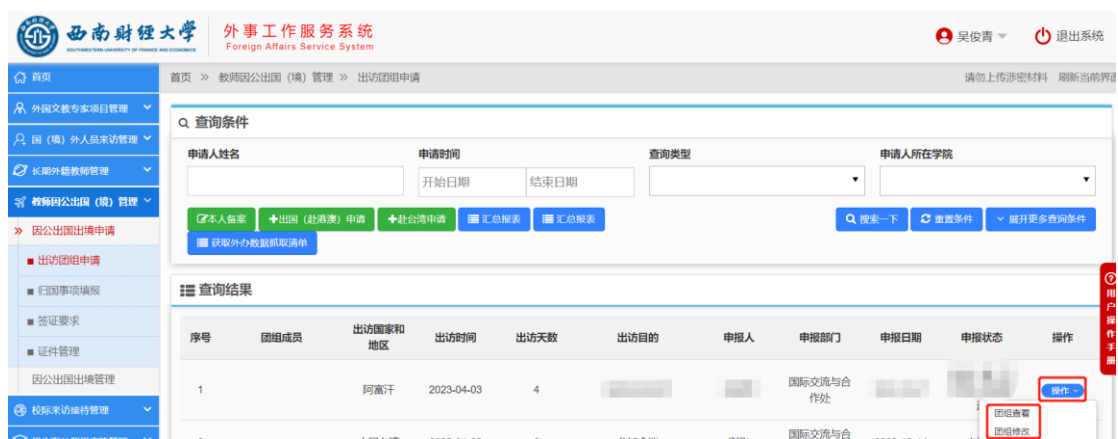 西南财经大学
SOUTHWESTERN UNIVERSITY OF FINANCE AND ECONOMICS
外事工作服务系统
Foreign Affairs Service System
吴俊青
退出系统
首页
首页 » 教师因公出国（境）管理 » 出访团组申请
请勿上传涉密材料 刷新当前界面
外国文教专家项目管理
国（境）外人员来访管理
长期外籍教师管理
教师因公出国（境）管理
» 因公出国出境申请
出访团组申请
归国事项填报
签证要求
证件管理
因公出国出境管理
校际来访接待管理
查询条件
申请人姓名 申请时间 查询类型 申请人所在学院
开始日期 结束日期
本人备案 出国（赴港澳）申请 赴台湾申请 汇总报表 汇总报表 搜索一下 重置条件 展开更多查询条件
获取外办数据抓取清单
查询结果
序号 团组成员 出访国家和地区 出访时间 出访天数 出访目的 申报人 申报部门 申报日期 申报状态 操作
1 阿富汗 2023-04-03 4 国际交流与合作处 操作
团组查看
团组修改
国际交流与合
用户操作手册